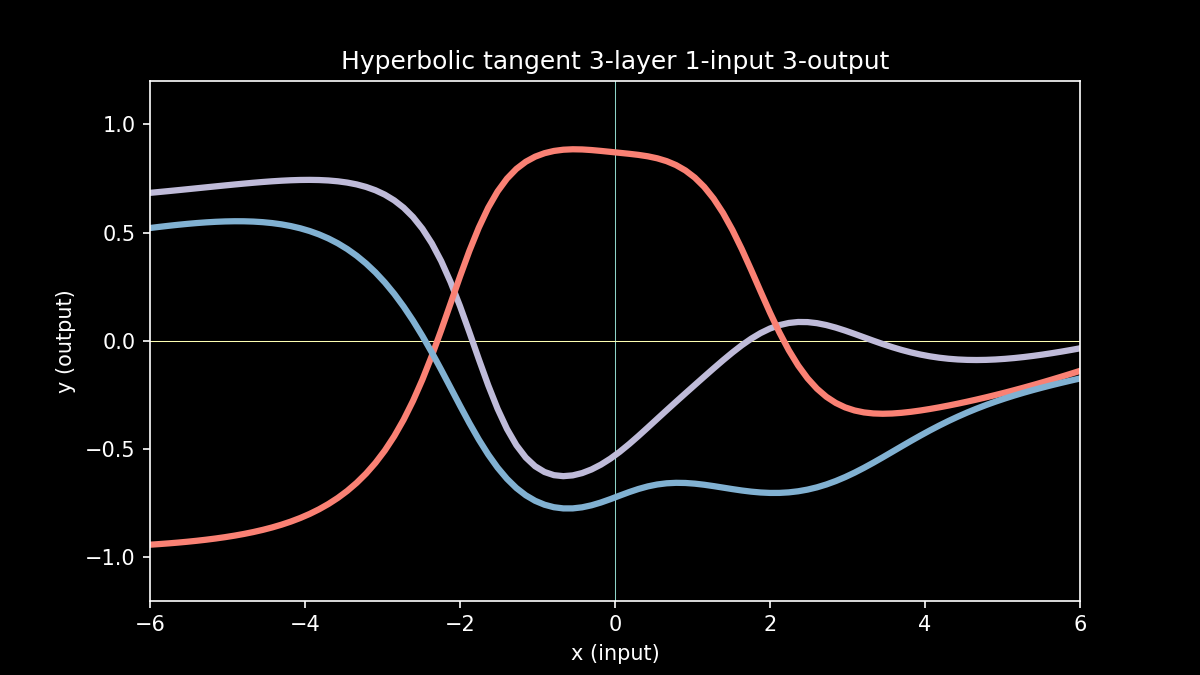 Hyperbolic tangent 3-layer 1-input 3-output
1.0
0.5
0.0
−0.5
−1.0
y (output)
−6 −4 −2 0 2 4 6
x (input)